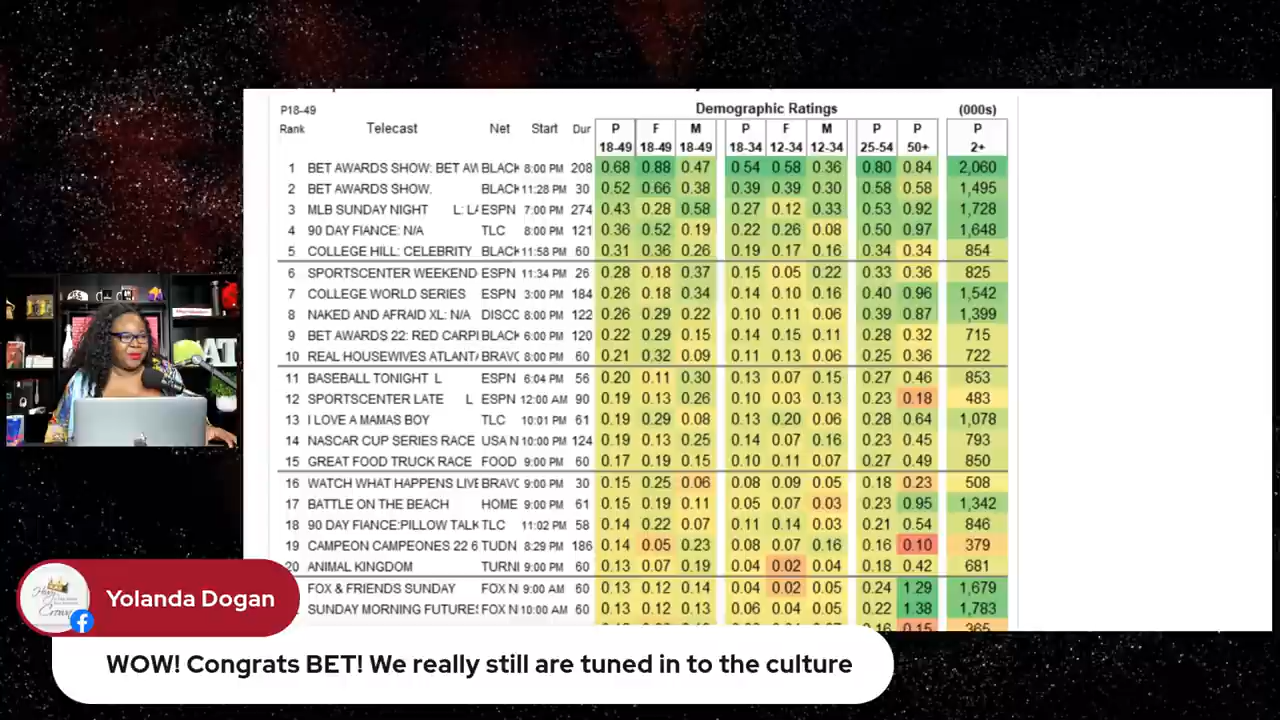 Demographic Ratings (000s)
P18-49 P F M P F M P P P
Rank Telecast Net Start Dur 18-49 18-49 18-49 18-34 12-34 12-34 25-54 50+ 2+
1 BET AWARDS SHOW: BET AW BLACK 8:00 PM 208 0.68 0.88 0.47 0.54 0.58 0.36 0.80 0.84 2,060
2 BET AWARDS SHOW. BLACK 11:28 PM 30 0.52 0.66 0.38 0.39 0.39 0.30 0.58 0.58 1,495
3 MLB SUNDAY NIGHT L: LA ESPN 7:00 PM 274 0.43 0.28 0.58 0.27 0.12 0.33 0.53 0.92 1,728
4 90 DAY FIANCE: N/A TLC 8:00 PM 121 0.36 0.52 0.19 0.22 0.26 0.08 0.50 0.97 1,648
5 COLLEGE HILL: CELEBRITY BLACK 11:58 PM 60 0.31 0.36 0.26 0.19 0.17 0.16 0.34 0.34 854
6 SPORTSCENTER WEEKEND ESPN 11:34 PM 26 0.28 0.18 0.37 0.15 0.05 0.22 0.33 0.36 825
7 COLLEGE WORLD SERIES ESPN 3:00 PM 184 0.26 0.18 0.34 0.14 0.10 0.16 0.40 0.96 1,542
8 NAKED AND AFRAID XL: N/A DISCO 8:00 PM 122 0.26 0.29 0.22 0.10 0.11 0.06 0.39 0.87 1,399
9 BET AWARDS 22: RED CARPI BLACK 6:00 PM 120 0.22 0.29 0.15 0.14 0.15 0.11 0.28 0.32 715
10 REAL HOUSEWIVES ATLANTA BRAVO 8:00 PM 60 0.21 0.32 0.09 0.11 0.13 0.06 0.25 0.36 722
11 BASEBALL TONIGHT L ESPN 6:04 PM 56 0.20 0.11 0.30 0.13 0.07 0.15 0.27 0.46 853
12 SPORTSCENTER LATE L ESPN 12:00 AM 90 0.19 0.13 0.26 0.10 0.03 0.13 0.23 0.18 483
13 I LOVE A MAMAS BOY TLC 10:01 PM 61 0.19 0.29 0.08 0.13 0.20 0.06 0.28 0.64 1,078
14 NASCAR CUP SERIES RACE USA N 10:00 PM 124 0.19 0.13 0.25 0.14 0.07 0.16 0.23 0.45 793
15 GREAT FOOD TRUCK RACE FOOD 9:00 PM 60 0.17 0.19 0.15 0.10 0.11 0.07 0.27 0.49 850
16 WATCH WHAT HAPPENS LIVE BRAVO 9:00 PM 30 0.15 0.25 0.06 0.08 0.09 0.05 0.18 0.23 508
17 BATTLE ON THE BEACH HOME 9:00 PM 61 0.15 0.19 0.11 0.05 0.07 0.03 0.23 0.95 1,342
18 90 DAY FIANCE:PILLOW TALK TLC 11:02 PM 58 0.14 0.22 0.07 0.11 0.14 0.03 0.21 0.54 846
19 CAMPEON CAMPEONES 22 6 TUDN 8:29 PM 186 0.14 0.05 0.23 0.08 0.07 0.16 0.16 0.10 379
20 ANIMAL KINGDOM TURNI 9:00 PM 60 0.13 0.07 0.19 0.04 0.02 0.04 0.18 0.42 681
FOX & FRIENDS SUNDAY FOX N 9:00 AM 60 0.13 0.12 0.14 0.04 0.02 0.05 0.24 1.29 1,679
SUNDAY MORNING FUTURES FOX N 10:00 AM 60 0.13 0.12 0.13 0.06 0.04 0.05 0.22 1.38 1,783
0.16 0.15 365
AT
Yolanda Dogan
WOW! Congrats BET! We really still are tuned in to the culture